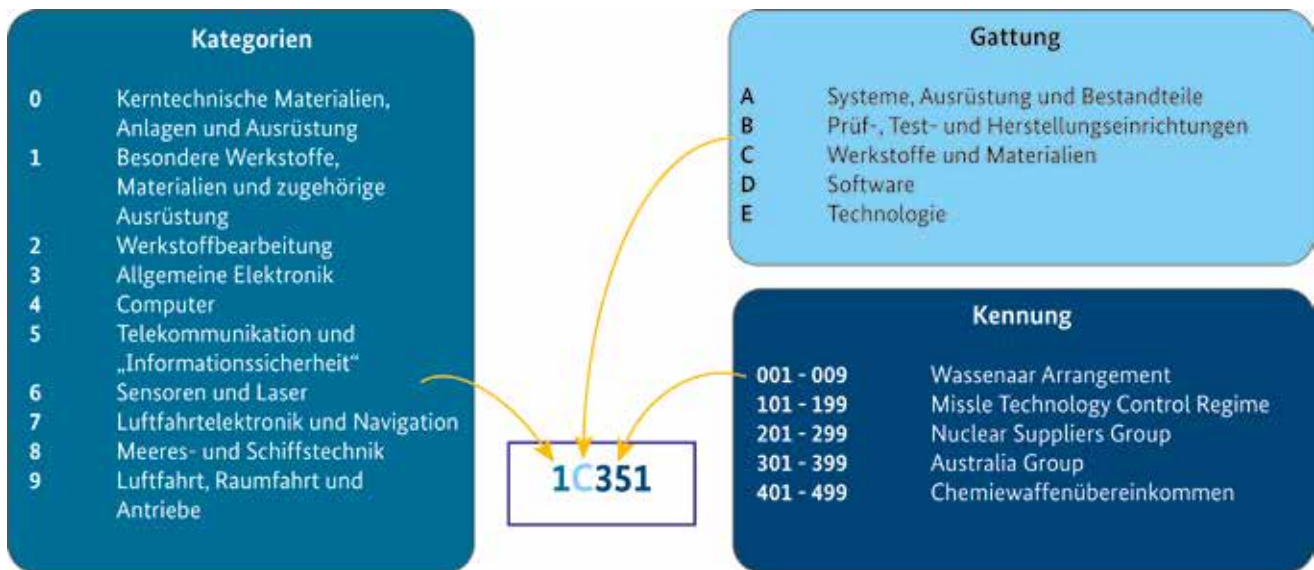 Kategorien
0 Kerntechnische Materialien,
Anlagen und Ausrüstung
1 Besondere Werkstoffe,
Materialien und zugehörige
Ausrüstung
2 Werkstoffbearbeitung
3 Allgemeine Elektronik
4 Computer
5 Telekommunikation und
„Informationssicherheit“
6 Sensoren und Laser
7 Luftfahrtelektronik und Navigation
8 Meeres- und Schiffstechnik
9 Luftfahrt, Raumfahrt und
Antriebe
1C351
Gattung
A Systeme, Ausrüstung und Bestandteile
B Prüf-, Test- und Herstellungseinrichtungen
C Werkstoffe und Materialien
D Software
E Technologie
Kennung
001 - 009 Wassenaar Arrangement
101 - 199 Missle Technology Control Regime
201 - 299 Nuclear Suppliers Group
301 - 399 Australia Group
401 - 499 Chemiewaffenübereinkommen